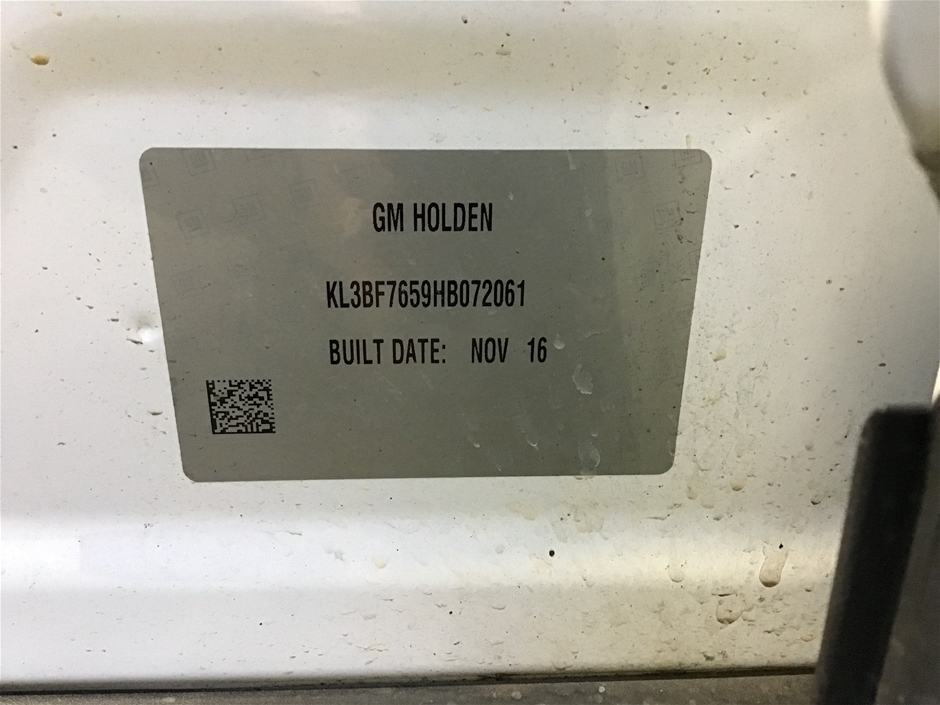 GM HOLDEN
KL3BF7659HB072061
BUILT DATE: NOV 16